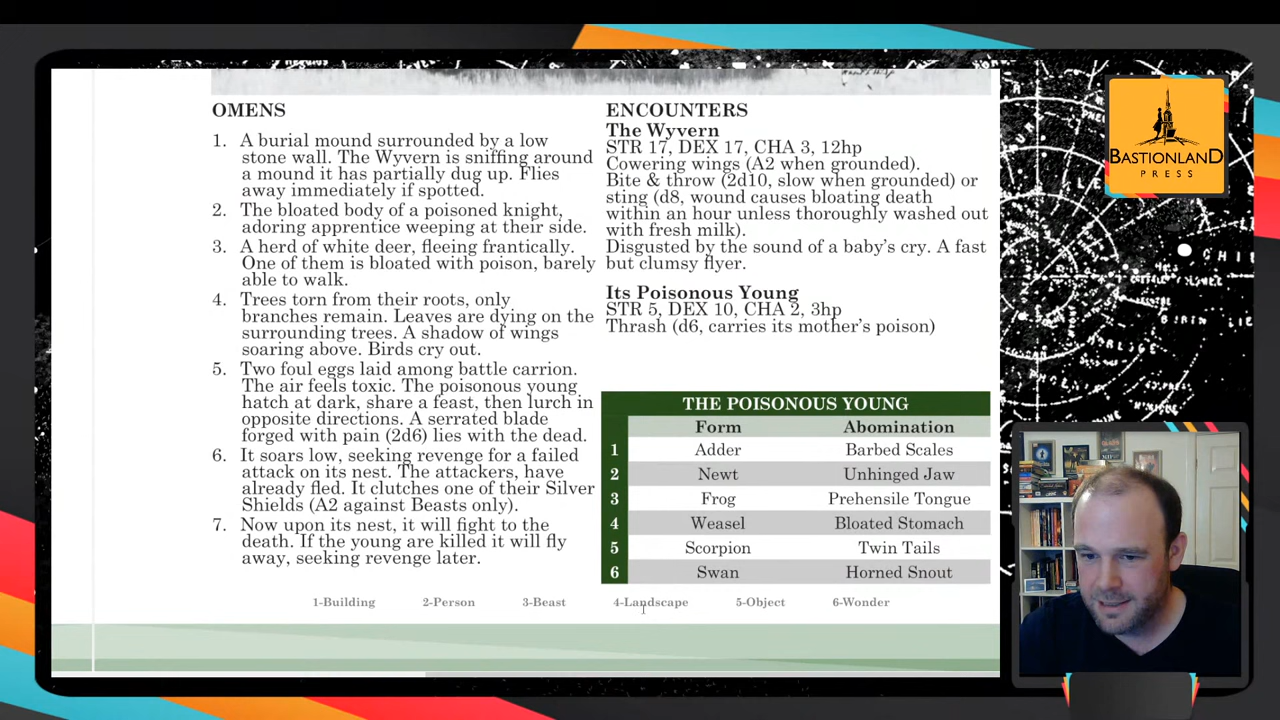 OMENS
1. A burial mound surrounded by a low
stone wall. The Wyvern is sniffing around
a mound it has partially dug up. Flies
away immediately if spotted.
2. The bloated body of a poisoned knight,
adoring apprentice weeping at their side.
3. A herd of white deer, fleeing frantically.
One of them is bloated with poison, barely
able to walk.
4. Trees torn from their roots, only
branches remain. Leaves are dying on the
surrounding trees. A shadow of wings
soaring above. Birds cry out.
5. Two foul eggs laid among battle carrion.
The air feels toxic. The poisonous young
hatch at dark, share a feast, then lurch in
opposite directions. A serrated blade
forged with pain (2d6) lies with the dead.
6. It soars low, seeking revenge for a failed
attack on its nest. The attackers, have
already fled. It clutches one of their Silver
Shields (A2 against Beasts only).
7. Now upon its nest, it will fight to the
death. If the young are killed it will fly
away, seeking revenge later.
ENCOUNTERS
The Wyvern
STR 17, DEX 17, CHA 3, 12hp
Cowering wings (A2 when grounded).
Bite & throw (2d10, slow when grounded) or
sting (d8, wound causes bloating death
within an hour unless thoroughly washed out
with fresh milk).
Disgusted by the sound of a baby's cry. A fast
but clumsy flyer.
Its Poisonous Young
STR 5, DEX 10, CHA 2, 3hp
Thrash (d6, carries its mother's poison)
THE POISONOUS YOUNG
Form Abomination
1 Adder Barbed Scales
2 Newt Unhinged Jaw
3 Frog Prehensile Tongue
4 Weasel Bloated Stomach
5 Scorpion Twin Tails
6 Swan Horned Snout
1-Building 2-Person 3-Beast 4-Landscape 5-Object 6-Wonder
BASTIONLAND
PRESS